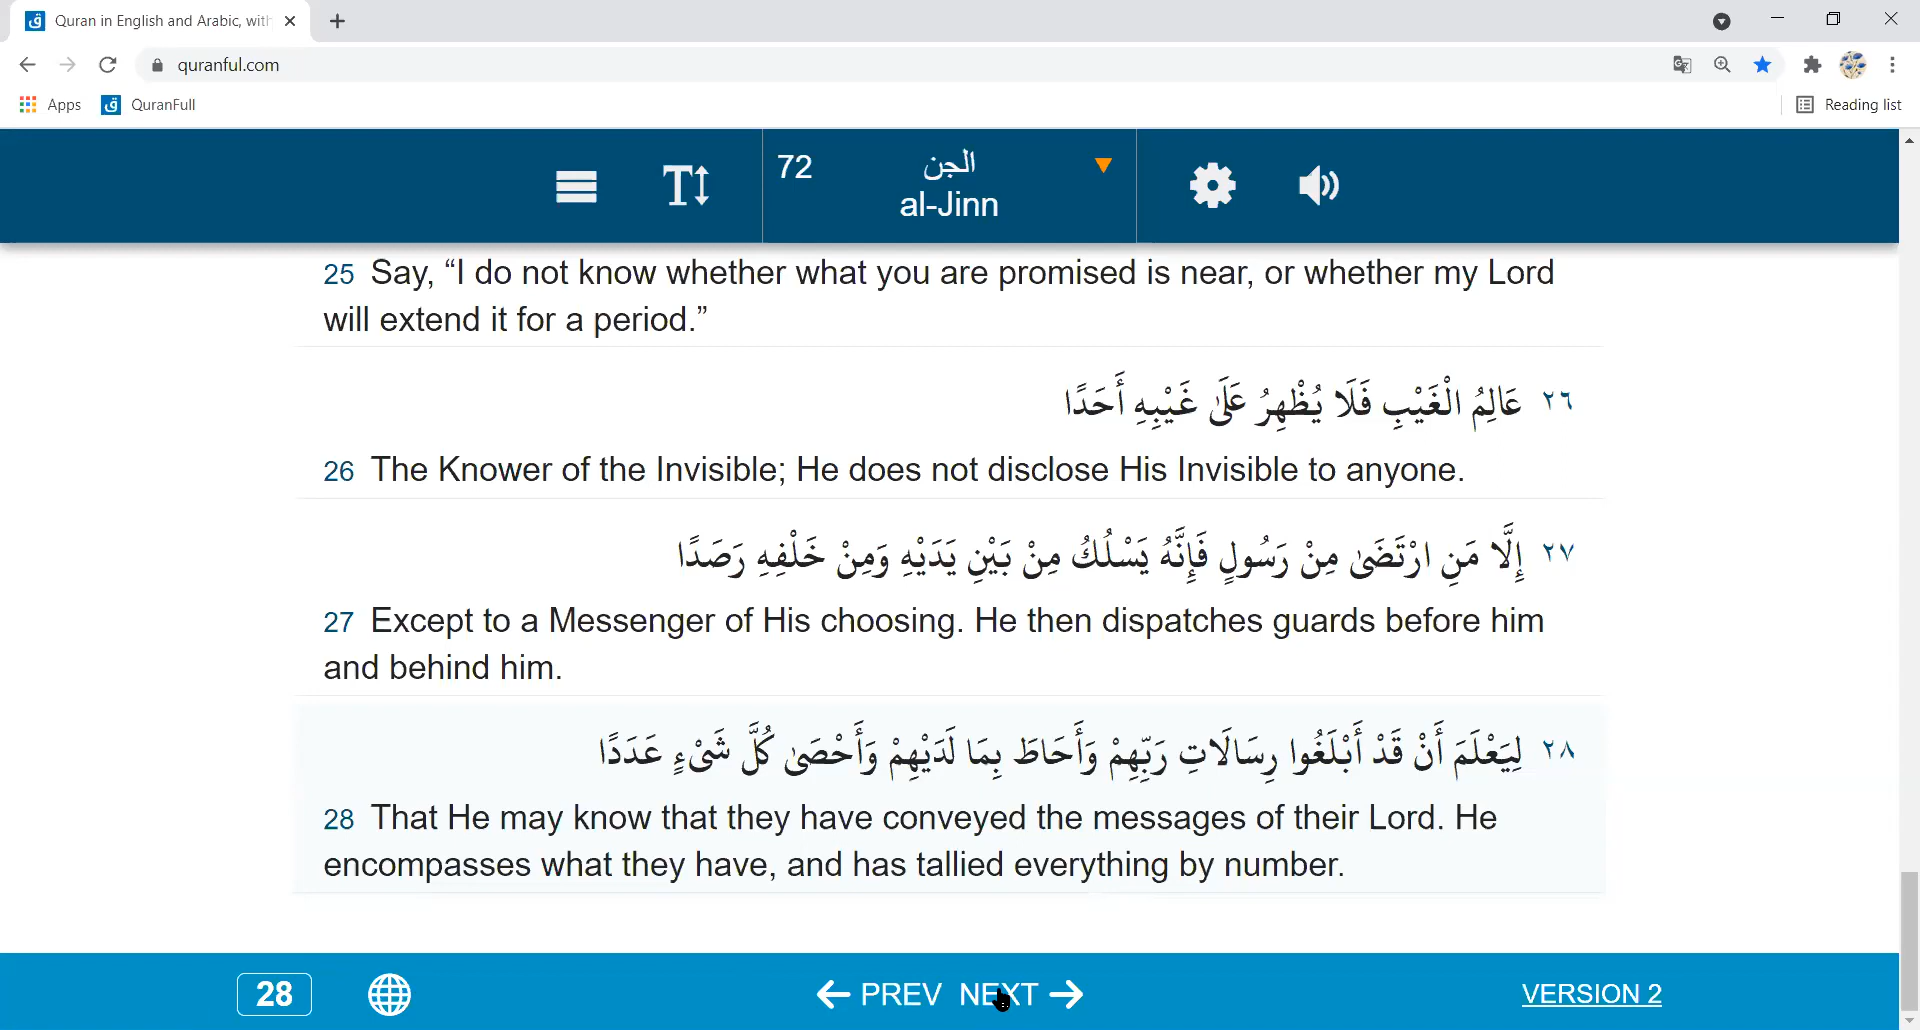 Quran in English and Arabic, with
quranful.com
Apps
QuranFull
Reading list
72
الجن
al-Jinn
25 Say, “I do not know whether what you are promised is near, or whether my Lord
will extend it for a period.”
٢٦ عَالِمُ الْغَيْبِ فَلَا يُظْهِرُ عَلَىٰ غَيْبِهِ أَحَدًا
26 The Knower of the Invisible; He does not disclose His Invisible to anyone.
٢٧ إِلَّا مَنِ ارْتَضَىٰ مِنْ رَسُولٍ فَإِنَّهُ يَسْلُكُ مِنْ بَيْنِ يَدَيْهِ وَمِنْ خَلْفِهِ رَصَدًا
27 Except to a Messenger of His choosing. He then dispatches guards before him
and behind him.
٢٨ لِيَعْلَمَ أَنْ قَدْ أَبْلَغُوا رِسَالَاتِ رَبِّهِمْ وَأَحَاطَ بِمَا لَدَيْهِمْ وَأَحْصَىٰ كُلَّ شَيْءٍ عَدَدًا
28 That He may know that they have conveyed the messages of their Lord. He
encompasses what they have, and has tallied everything by number.
28
PREV NEXT
VERSION 2